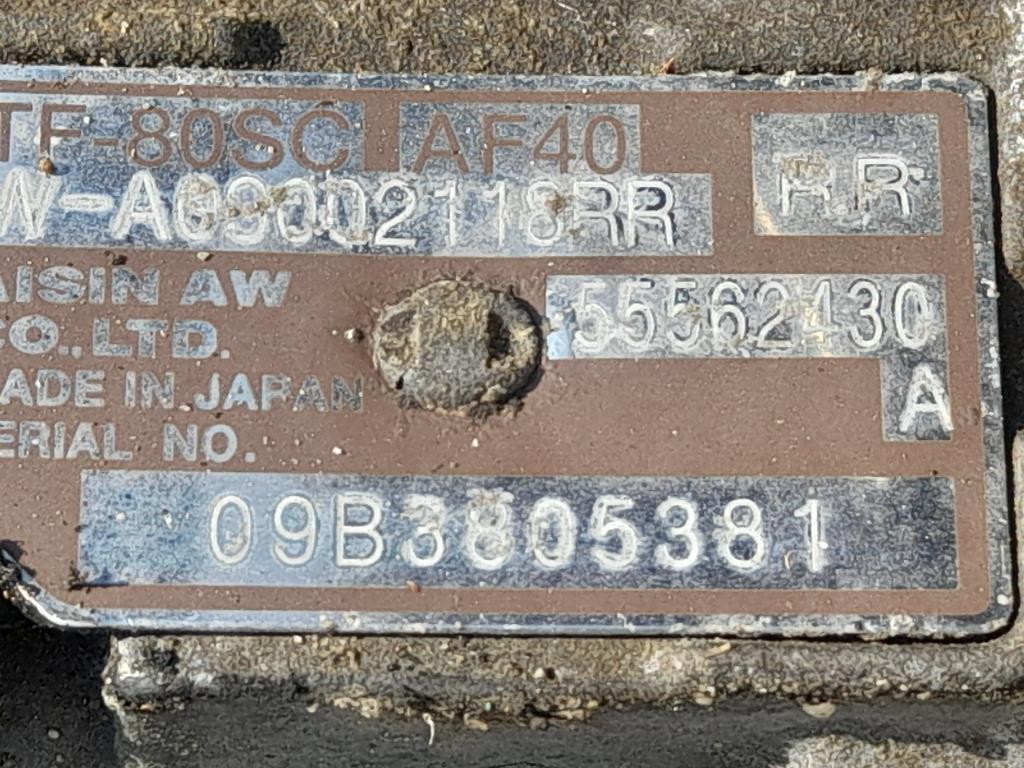 TF-80SC AF40
W-A09002118RR RR
AISIN AW
CO.,LTD. 55562430
ADE IN JAPAN A
ERIAL NO.
09B3805381